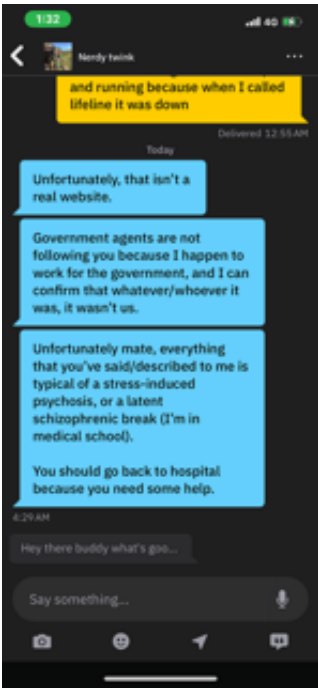 1:32
4G
Nerdy twink
and running because when I called
lifeline it was down
Delivered 12:55 AM
Today
Unfortunately, that isn't a
real website.
Government agents are not
following you because I happen to
work for the government, and I can
confirm that whatever/whoever it
was, it wasn't us.
Unfortunately mate, everything
that you've said/described to me is
typical of a stress-induced
psychosis, or a latent
schizophrenic break (I'm in
medical school).
You should go back to hospital
because you need some help.
4:29 AM
Hey there buddy what's goo...
Say something...